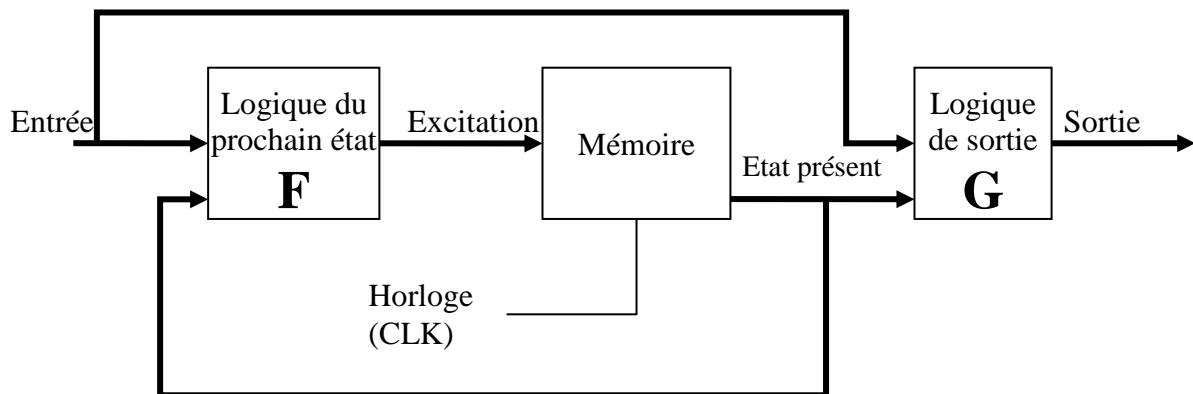 Entrée
Logique du
prochain état
F
Excitation
Mémoire
Etat présent
Logique
de sortie
G
Sortie
Horloge
(CLK)